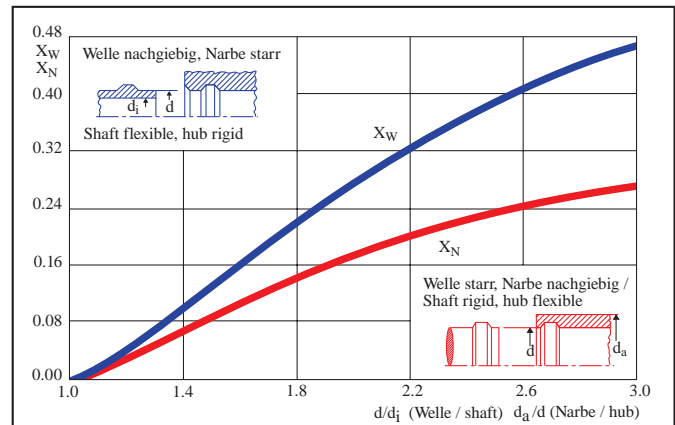 0.48
X_W
X_N
0.40
0.32
0.24
0.16
0.08
0.00
Welle nachgiebig, Narbe starr
d_i
d
Shaft flexible, hub rigid
X_W
X_N
Welle starr, Narbe nachgiebig /
Shaft rigid, hub flexible
d
d_a
1.0 1.4 1.8 2.2 2.6 3.0
d/d_i (Welle / shaft) d_a/d (Narbe / hub)